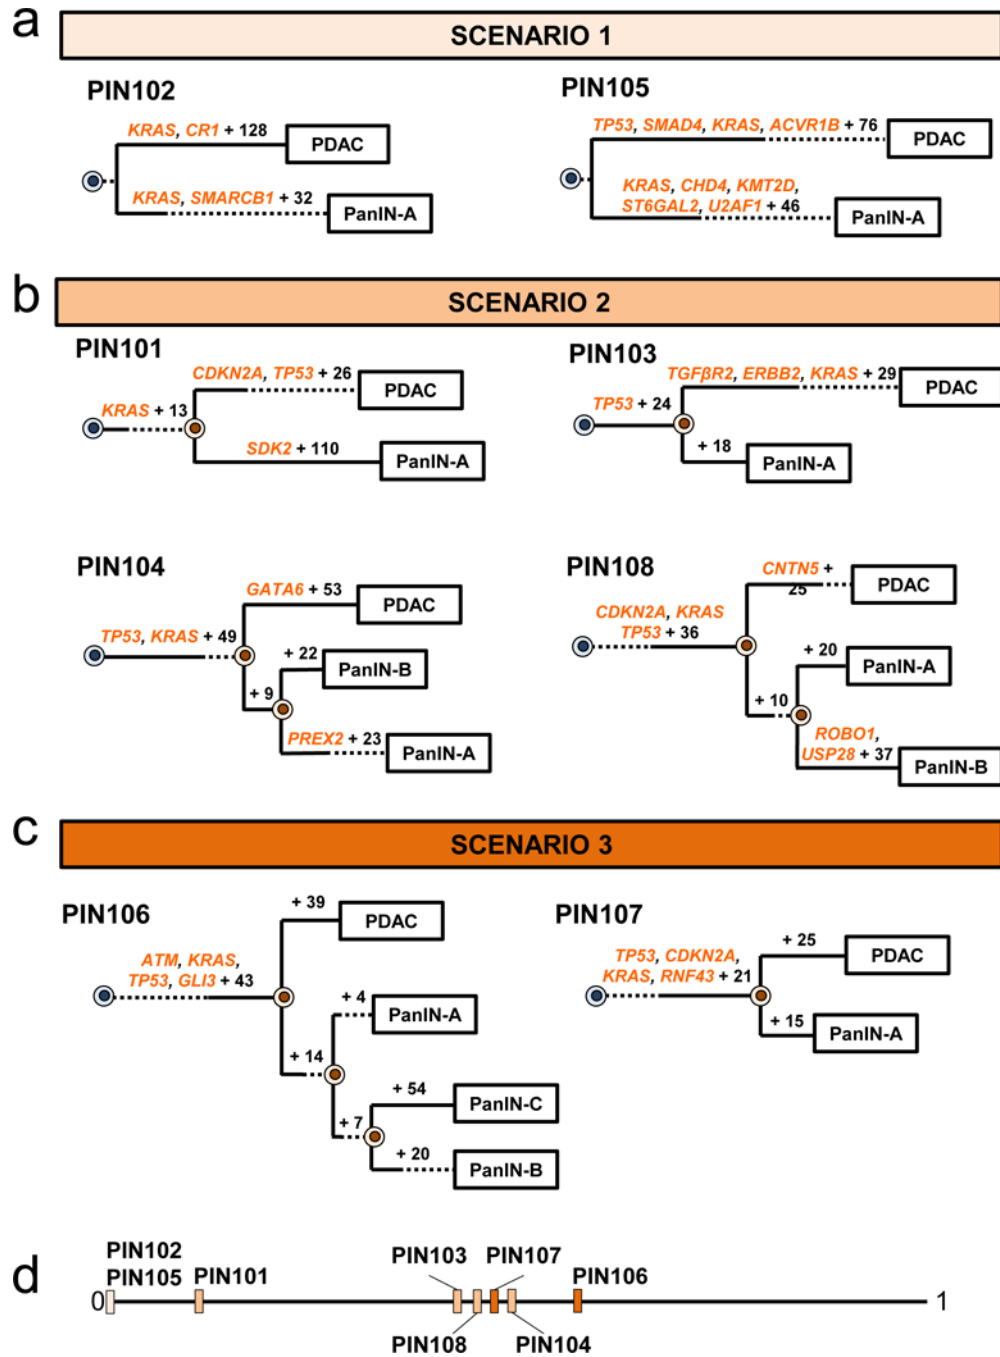 a
SCENARIO 1
PIN102
KRAS, CR1 + 128
PDAC
KRAS, SMARCB1 + 32
PanIN-A
PIN105
TP53, SMAD4, KRAS, ACVR1B + 76
PDAC
KRAS, CHD4, KMT2D,
ST6GAL2, U2AF1 + 46
PanIN-A
b
SCENARIO 2
PIN101
CDKN2A, TP53 + 26
PDAC
KRAS + 13
SDK2 + 110
PanIN-A
PIN103
TGFβR2, ERBB2, KRAS + 29
PDAC
TP53 + 24
+ 18
PanIN-A
PIN104
GATA6 + 53
PDAC
TP53, KRAS + 49
+ 22
PanIN-B
+ 9
PREX2 + 23
PanIN-A
PIN108
CNTN5 +
25
PDAC
CDKN2A, KRAS
TP53 + 36
+ 20
PanIN-A
+ 10
ROBO1,
USP28 + 37
PanIN-B
c
SCENARIO 3
PIN106
+ 39
PDAC
ATM, KRAS,
TP53, GLI3 + 43
+ 4
PanIN-A
+ 14
+ 54
PanIN-C
+ 7
+ 20
PanIN-B
PIN107
+ 25
PDAC
TP53, CDKN2A,
KRAS, RNF43 + 21
+ 15
PanIN-A
d
PIN102
PIN105
PIN101
PIN103
PIN107
PIN106
0
1
PIN108
PIN104